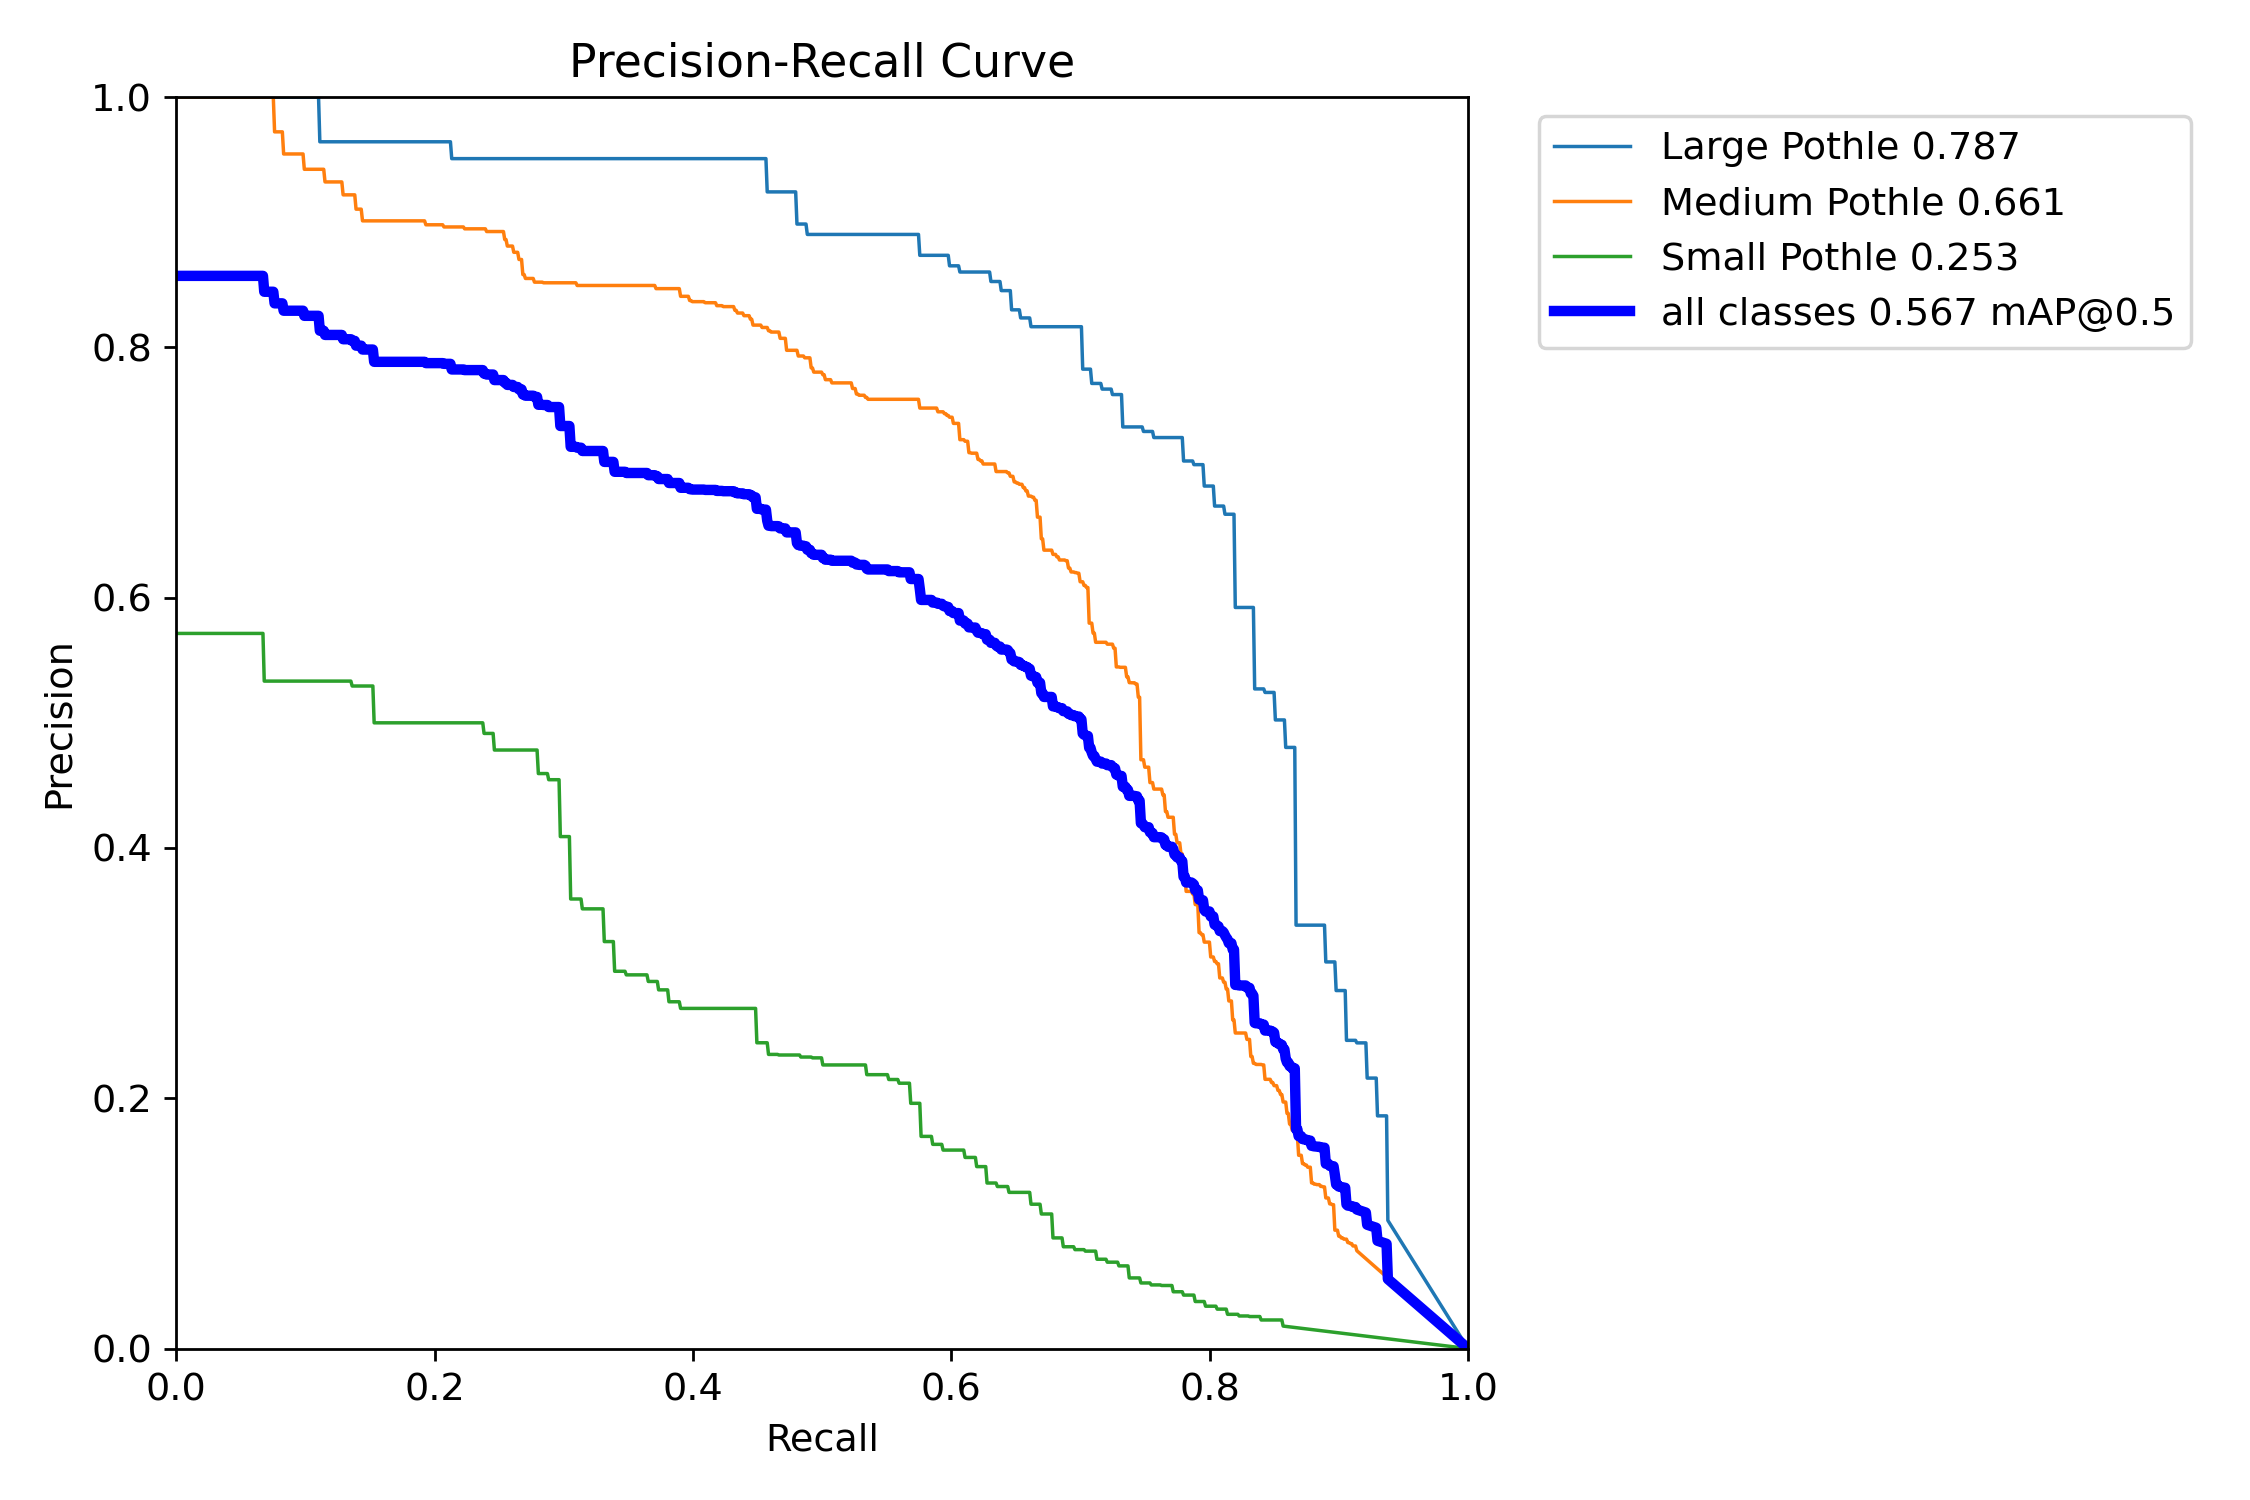 Precision-Recall Curve
1.0
0.8
0.6
0.4
0.2
0.0
Precision
0.0 0.2 0.4 0.6 0.8 1.0
Recall
Large Pothle 0.787
Medium Pothle 0.661
Small Pothle 0.253
all classes 0.567 mAP@0.5